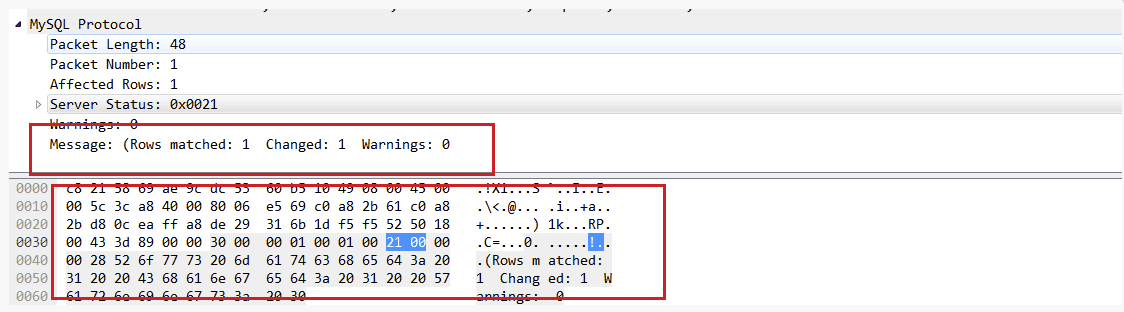 MySQL Protocol
Packet Length: 48
Packet Number: 1
Affected Rows: 1
Server Status: 0x0021
Warnings: 0
Message: (Rows matched: 1  Changed: 1  Warnings: 0
0000 c8 21 58 69 ae 9c dc 53 60 b5 10 49 08 00 45 00 .!Xi...S `..I..E.
0010 00 5c 3c a8 40 00 80 06 e5 69 c0 a8 2b 61 c0 a8 .\<.@... .i..+a..
0020 2b d8 0c ea ff a8 de 29 31 6b 1d f5 f5 52 50 18 +......) 1k...RP.
0030 00 43 3d 89 00 00 30 00 00 01 00 01 00 21 00 00 .C=...0. .....!..
0040 00 28 52 6f 77 73 20 6d 61 74 63 68 65 64 3a 20 .(Rows m atched:
0050 31 20 20 43 68 61 6e 67 65 64 3a 20 31 20 20 57 1  Chang ed: 1  W
0060 61 72 6e 69 6e 67 73 3a 20 30 arnings:  0